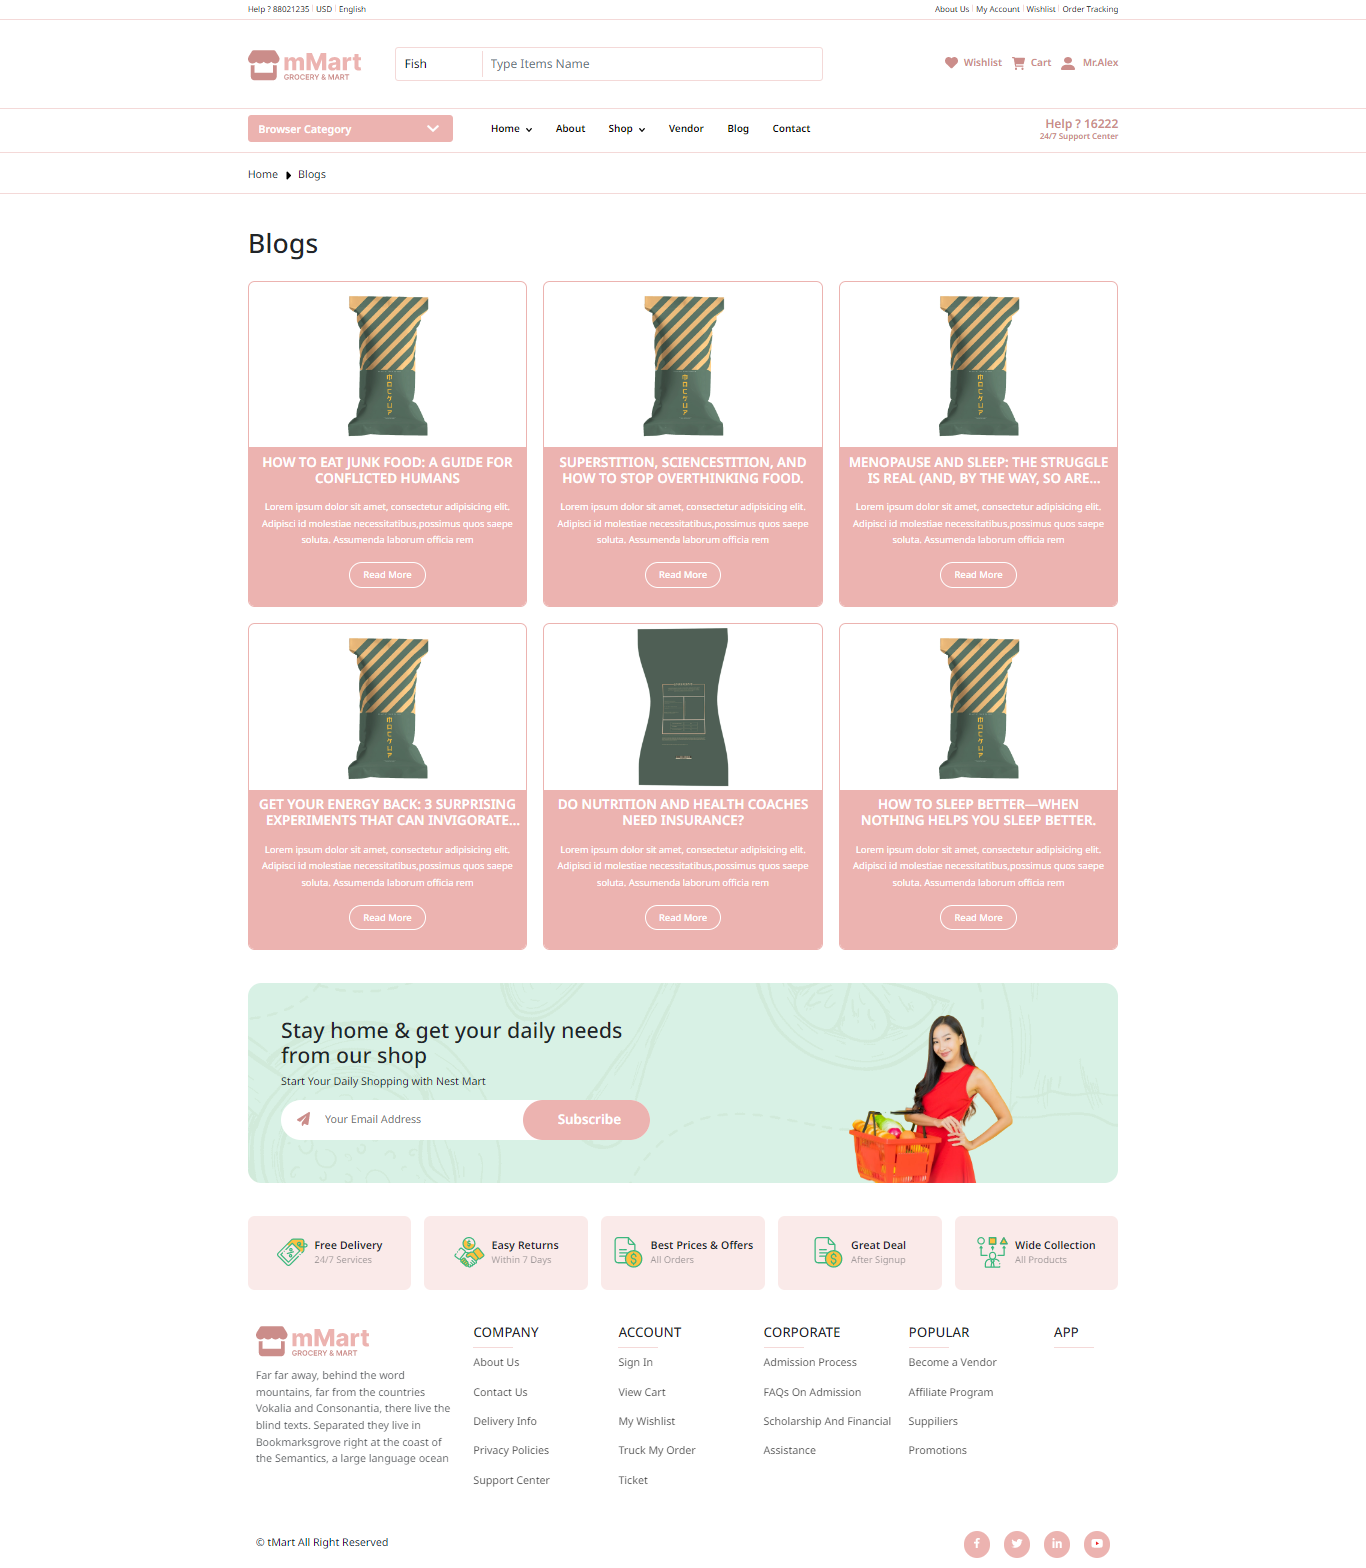 Help ? 88021235 USD English
About Us My Account Wishlist Order Tracking
mMart
GROCERY & MART
Fish
Type Items Name
Wishlist Cart Mr.Alex
Browser Category
Home About Shop Vendor Blog Contact
Help ? 16222
24/7 Support Center
Home Blogs
Blogs
MOCKUP
HOW TO EAT JUNK FOOD: A GUIDE FOR
CONFLICTED HUMANS
Lorem ipsum dolor sit amet, consectetur adipisicing elit.
Adipisci id molestiae necessitatibus,possimus quos saepe
soluta. Assumenda laborum officia rem
Read More
MOCKUP
SUPERSTITION, SCIENCESTITION, AND
HOW TO STOP OVERTHINKING FOOD.
Lorem ipsum dolor sit amet, consectetur adipisicing elit.
Adipisci id molestiae necessitatibus,possimus quos saepe
soluta. Assumenda laborum officia rem
Read More
MOCKUP
MENOPAUSE AND SLEEP: THE STRUGGLE
IS REAL (AND, BY THE WAY, SO ARE...
Lorem ipsum dolor sit amet, consectetur adipisicing elit.
Adipisci id molestiae necessitatibus,possimus quos saepe
soluta. Assumenda laborum officia rem
Read More
MOCKUP
GET YOUR ENERGY BACK: 3 SURPRISING
EXPERIMENTS THAT CAN INVIGORATE...
Lorem ipsum dolor sit amet, consectetur adipisicing elit.
Adipisci id molestiae necessitatibus,possimus quos saepe
soluta. Assumenda laborum officia rem
Read More
DO NUTRITION AND HEALTH COACHES
NEED INSURANCE?
Lorem ipsum dolor sit amet, consectetur adipisicing elit.
Adipisci id molestiae necessitatibus,possimus quos saepe
soluta. Assumenda laborum officia rem
Read More
MOCKUP
HOW TO SLEEP BETTER—WHEN
NOTHING HELPS YOU SLEEP BETTER.
Lorem ipsum dolor sit amet, consectetur adipisicing elit.
Adipisci id molestiae necessitatibus,possimus quos saepe
soluta. Assumenda laborum officia rem
Read More
Stay home & get your daily needs
from our shop
Start Your Daily Shopping with Nest Mart
Your Email Address
Subscribe
Free Delivery
24/7 Services
Easy Returns
Within 7 Days
Best Prices & Offers
All Orders
Great Deal
After Signup
Wide Collection
All Products
mMart
GROCERY & MART
Far far away, behind the word
mountains, far from the countries
Vokalia and Consonantia, there live the
blind texts. Separated they live in
Bookmarksgrove right at the coast of
the Semantics, a large language ocean
COMPANY
About Us
Contact Us
Delivery Info
Privacy Policies
Support Center
ACCOUNT
Sign In
View Cart
My Wishlist
Truck My Order
Ticket
CORPORATE
Admission Process
FAQs On Admission
Scholarship And Financial
Assistance
POPULAR
Become a Vendor
Affiliate Program
Suppiliers
Promotions
APP
© tMart All Right Reserved